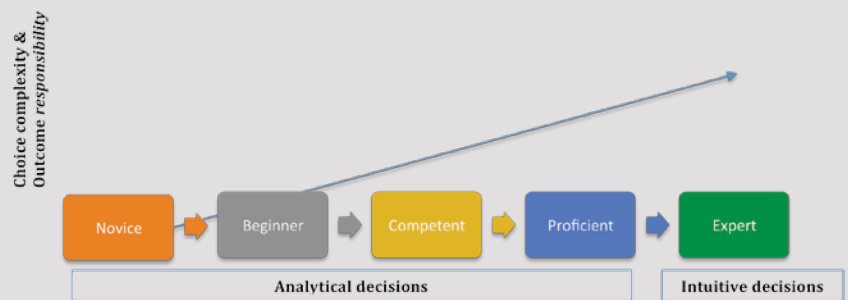 Choice complexity &
Outcome responsibility
Novice
Beginner
Competent
Proficient
Expert
Analytical decisions
Intuitive decisions